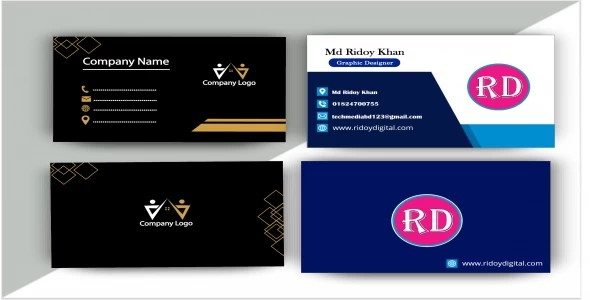 Company Name
Company Logo
Md Ridoy Khan
Graphic Designer
Md Ridoy Khan
01524700755
techmediabd123@gmail.com
www.ridoydigital.com
RD
Company Logo
RD
www.ridoydigital.com